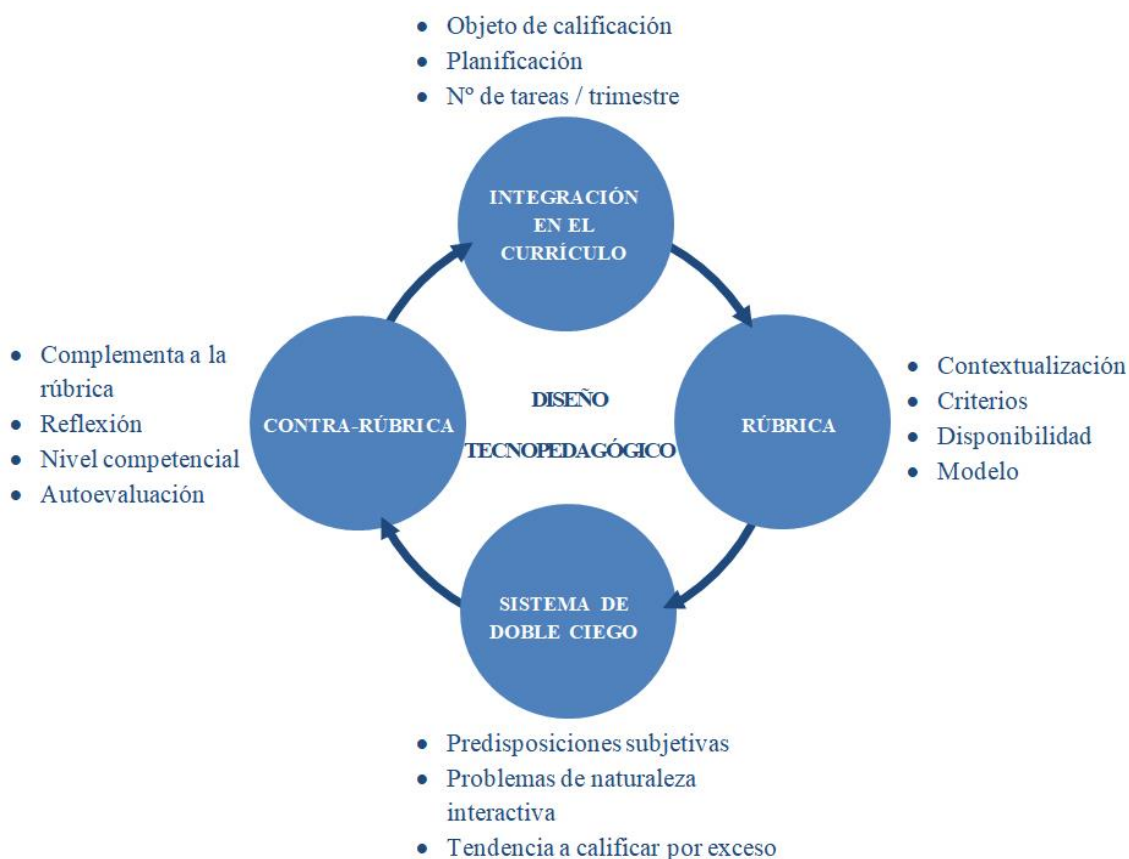 • Objeto de calificación
• Planificación
• Nº de tareas / trimestre
INTEGRACIÓN
EN EL
CURRÍCULO
• Complementa a la
rúbrica
• Reflexión
• Nivel competencial
• Autoevaluación
CONTRA-RÚBRICA
DISEÑO
TECNOPEDAGÓGICO
RÚBRICA
• Contextualización
• Criterios
• Disponibilidad
• Modelo
SISTEMA DE
DOBLE CIEGO
• Predisposiciones subjetivas
• Problemas de naturaleza
interactiva
• Tendencia a calificar por exceso